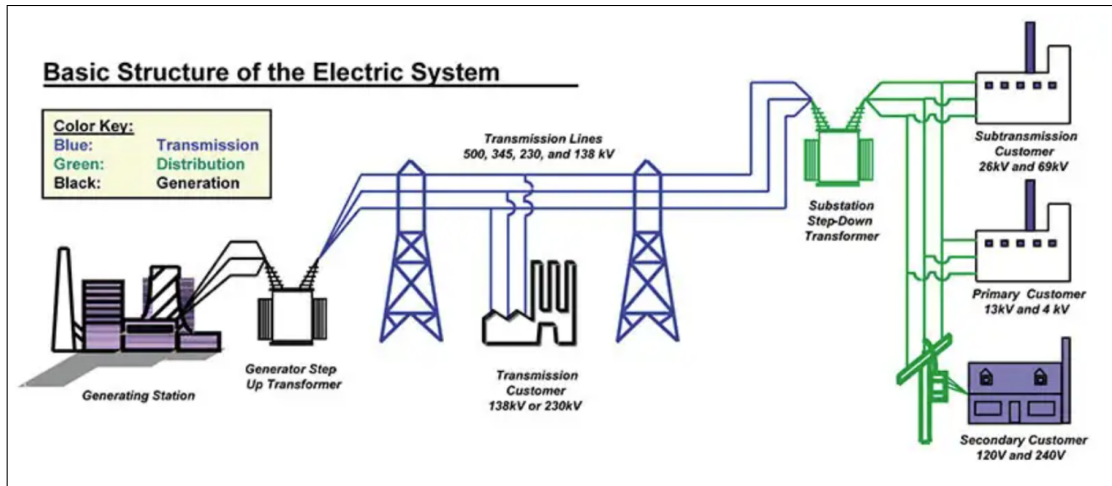 Basic Structure of the Electric System
Color Key:
Blue: Transmission
Green: Distribution
Black: Generation
Transmission Lines
500, 345, 230, and 138 kV
Generating Station
Generator Step
Up Transformer
Transmission
Customer
138kV or 230kV
Substation
Step-Down
Transformer
Subtransmission
Customer
26kV and 69kV
Primary Customer
13kV and 4 kV
Secondary Customer
120V and 240V